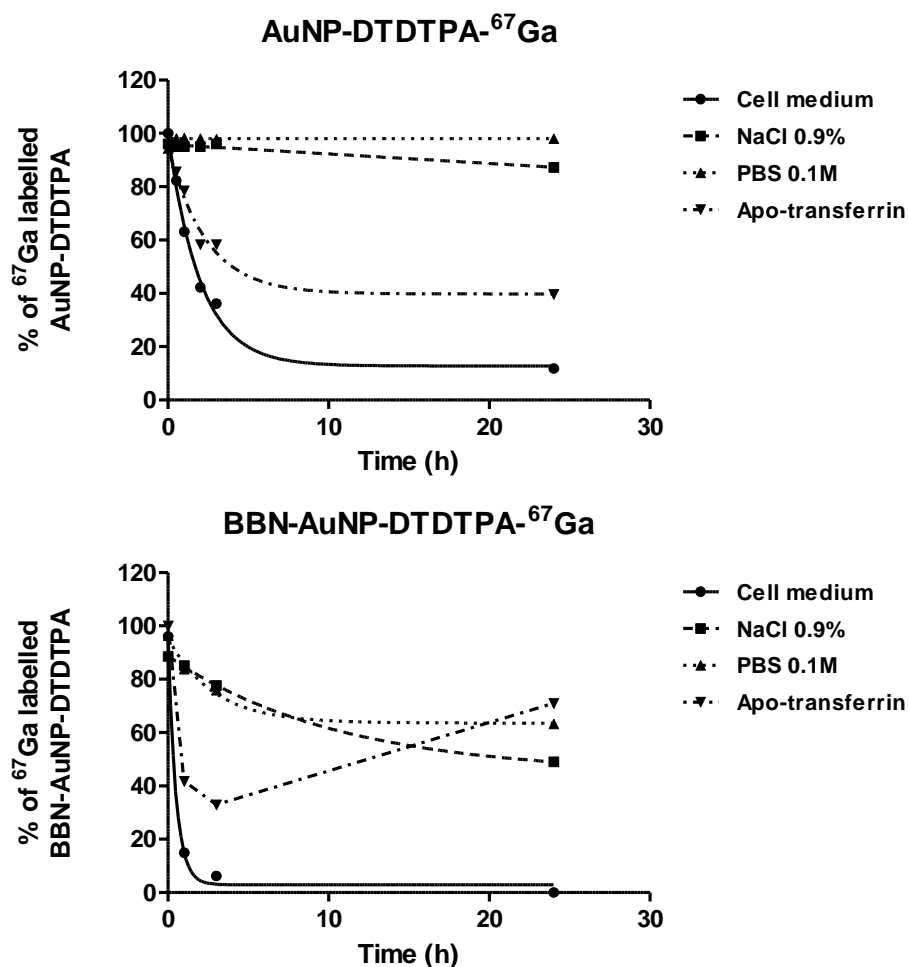 AuNP-DTDTPA-⁶⁷Ga
120
100
80
60
40
20
0
% of ⁶⁷Ga labelled
AuNP-DTDTPA
0
10
20
30
Time (h)
Cell medium
NaCl 0.9%
PBS 0.1M
Apo-transferrin
BBN-AuNP-DTDTPA-⁶⁷Ga
120
100
80
60
40
20
0
% of ⁶⁷Ga labelled
BBN-AuNP-DTDTPA
0
10
20
30
Time (h)
Cell medium
NaCl 0.9%
PBS 0.1M
Apo-transferrin